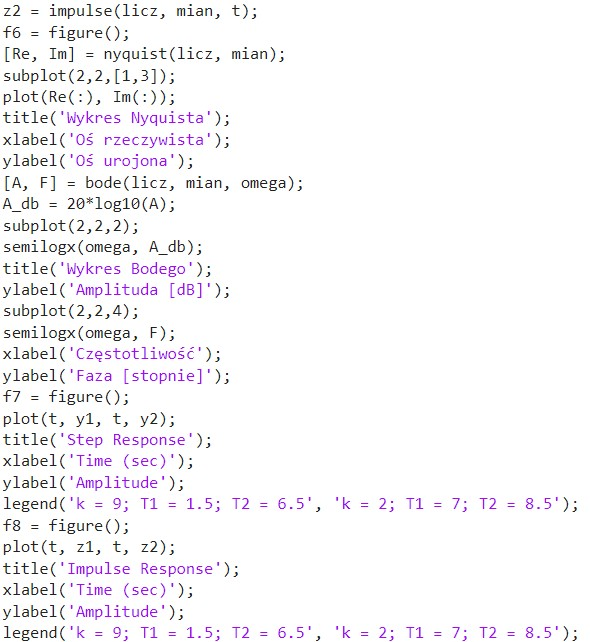 z2 = impulse(licz, mian, t);
f6 = figure();
[Re, Im] = nyquist(licz, mian);
subplot(2,2,[1,3]);
plot(Re(:), Im(:));
title('Wykres Nyquista');
xlabel('Oś rzeczywista');
ylabel('Oś urojona');
[A, F] = bode(licz, mian, omega);
A_db = 20*log10(A);
subplot(2,2,2);
semilogx(omega, A_db);
title('Wykres Bodego');
ylabel('Amplituda [dB]');
subplot(2,2,4);
semilogx(omega, F);
xlabel('Częstotliwość');
ylabel('Faza [stopnie]');
f7 = figure();
plot(t, y1, t, y2);
title('Step Response');
xlabel('Time (sec)');
ylabel('Amplitude');
legend('k = 9; T1 = 1.5; T2 = 6.5', 'k = 2; T1 = 7; T2 = 8.5');
f8 = figure();
plot(t, z1, t, z2);
title('Impulse Response');
xlabel('Time (sec)');
ylabel('Amplitude');
legend('k = 9; T1 = 1.5; T2 = 6.5', 'k = 2; T1 = 7; T2 = 8.5');